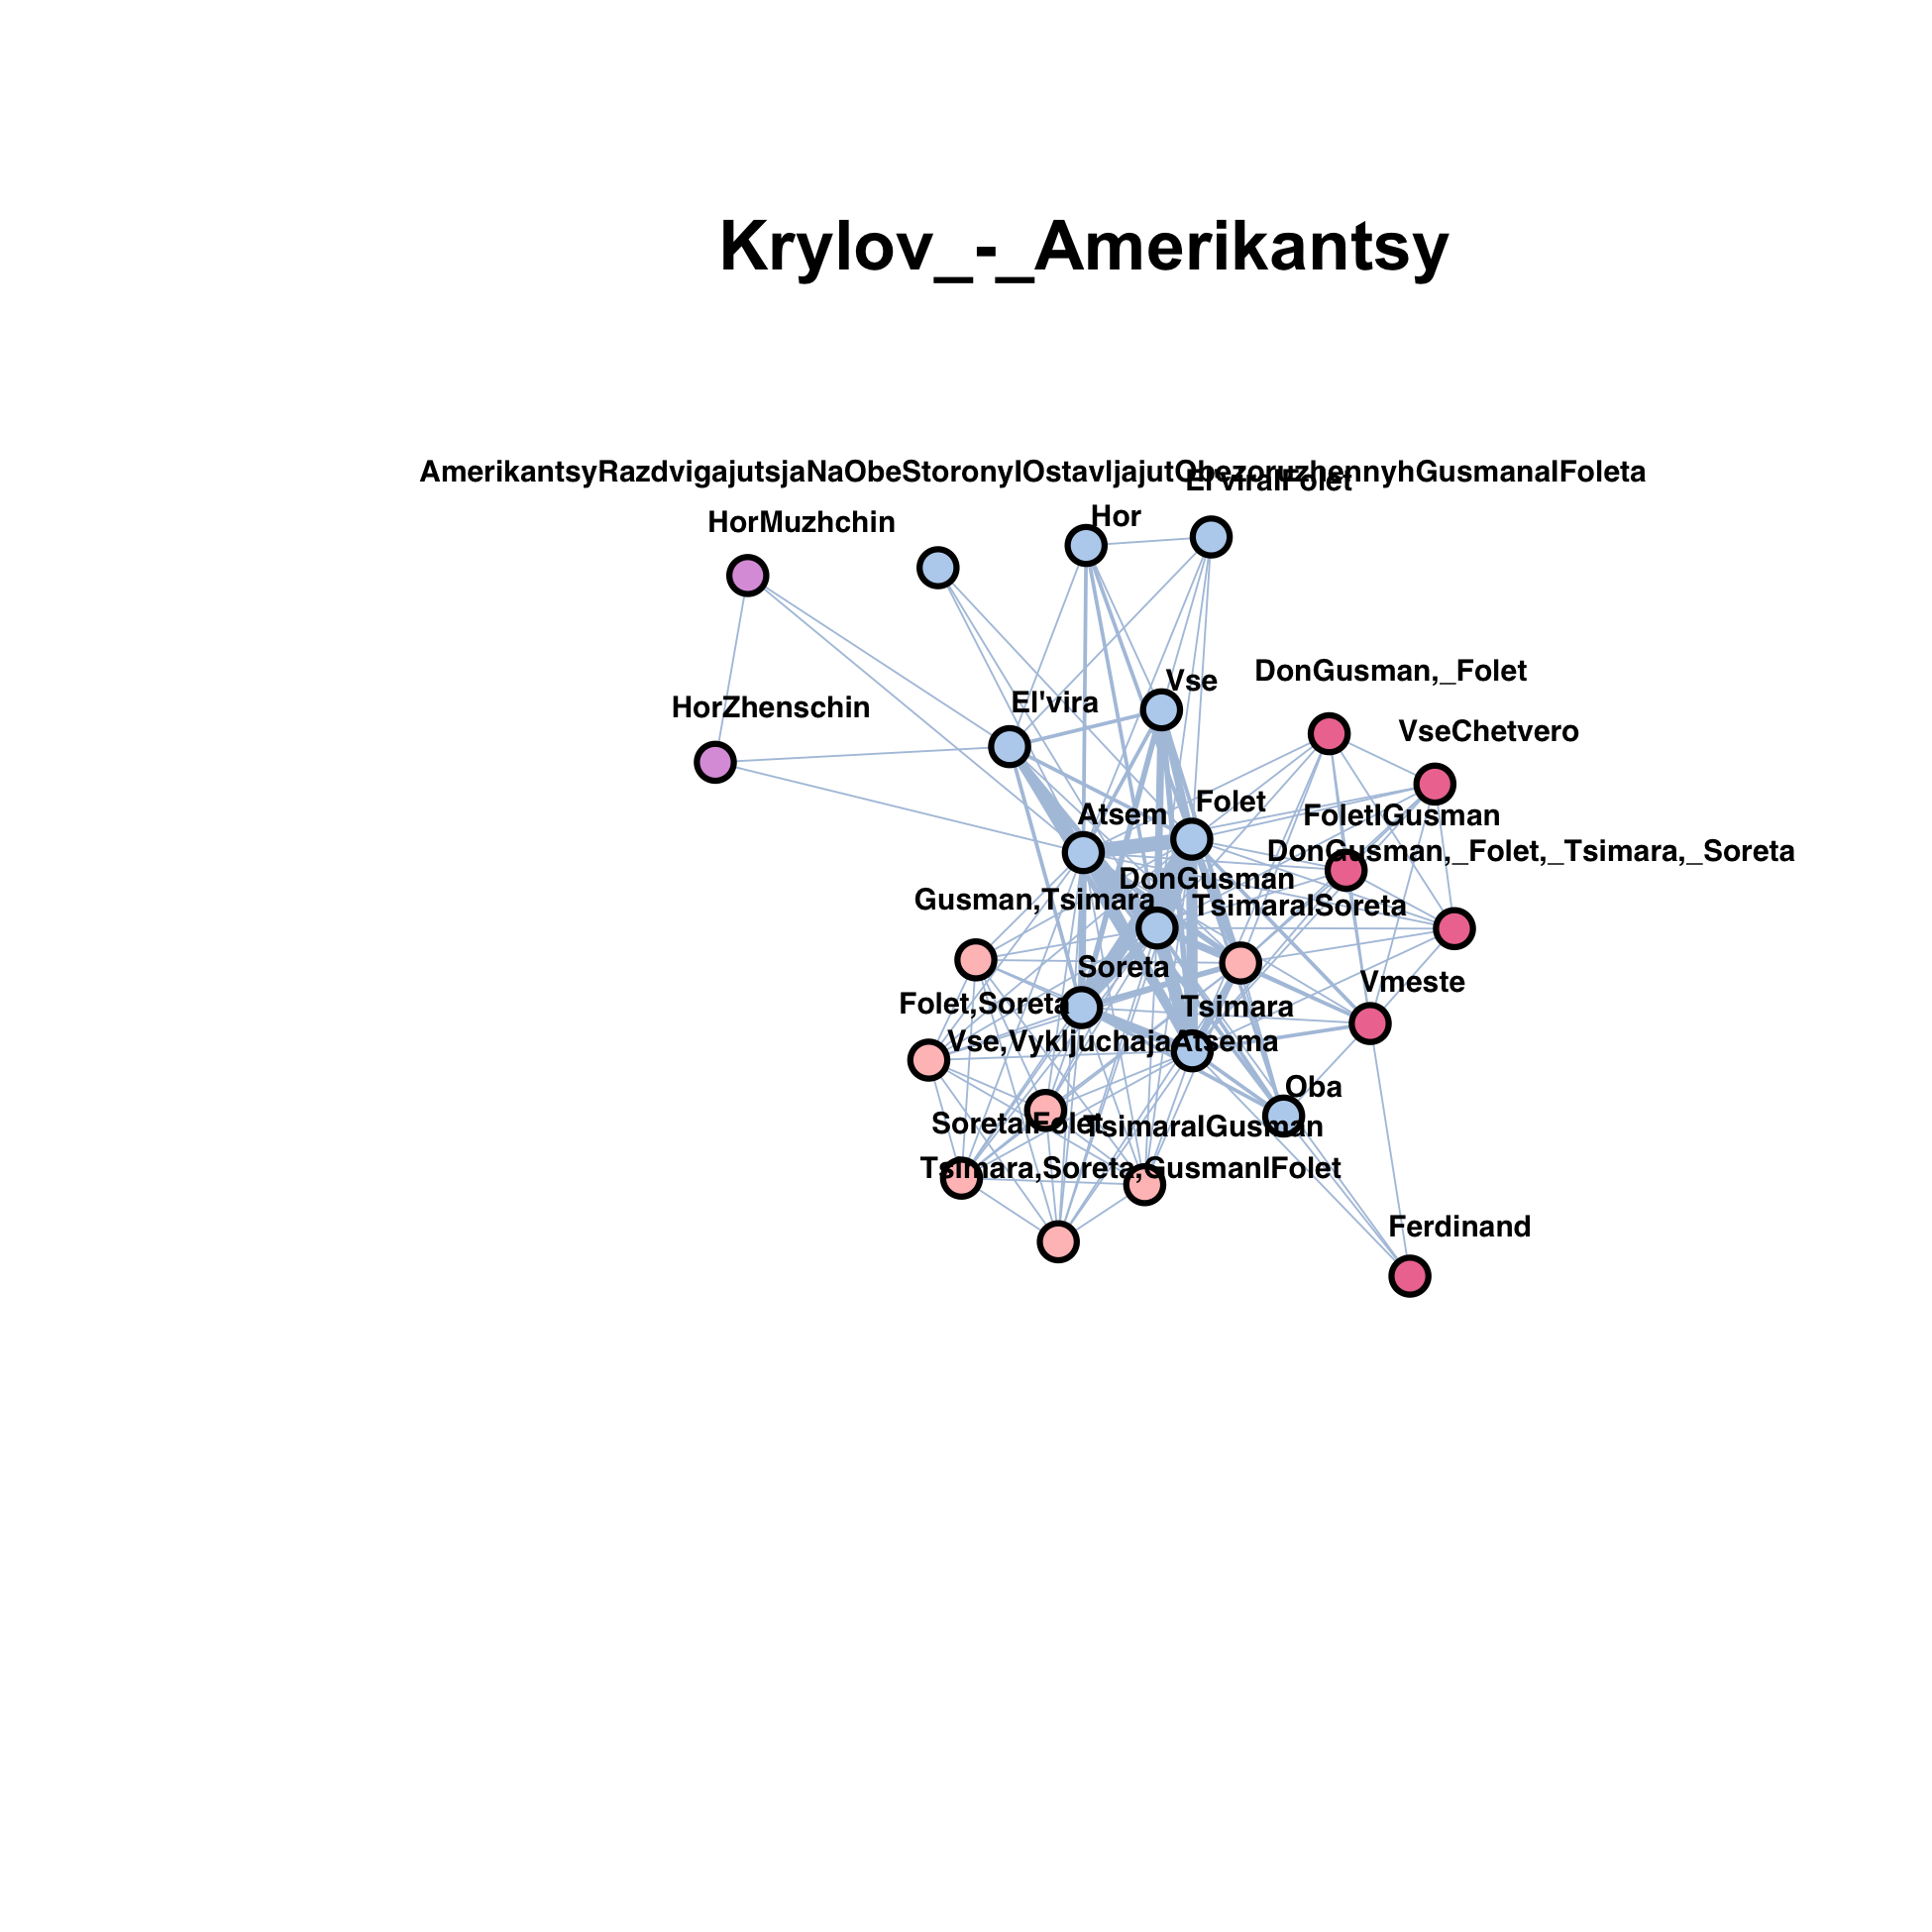 Krylov_-_Amerikantsy
AmerikantsyRazdvigajutsjaNaObeStoronyIOstavljajutObezoruzhennyhGusmanaIFoleta
El'viraIFolet
Hor
HorMuzhchin
DonGusman,_Folet
Vse
El'vira
HorZhenschin
VseChetvero
Folet
Atsem
FoletIGusman
DonGusman,_Folet,_Tsimara,_Soreta
DonGusman
Gusman,Tsimara
TsimaraISoreta
Soreta
Vmeste
Folet,Soreta
Tsimara
Vse,VykljuchajaAtsema
Oba
SoretaIFolet
TsimaraIGusman
Tsimara,Soreta,GusmanIFolet
Ferdinand